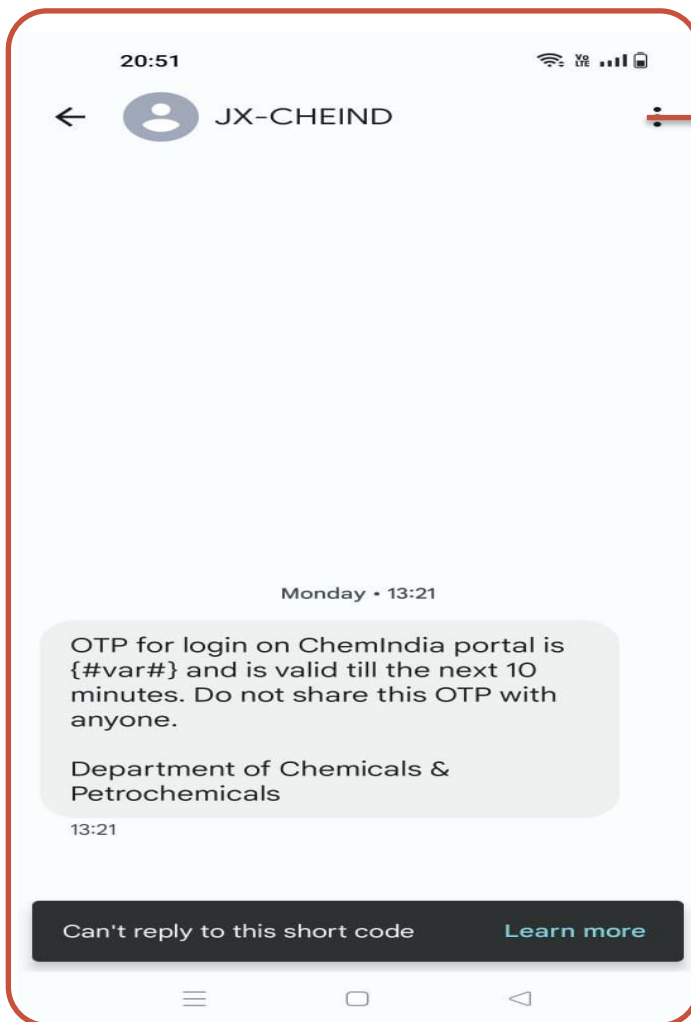 20:51
Vo LTE
JX-CHEIND
Monday • 13:21
OTP for login on ChemIndia portal is
{#var#} and is valid till the next 10
minutes. Do not share this OTP with
anyone.
Department of Chemicals &
Petrochemicals
13:21
Can't reply to this short code Learn more